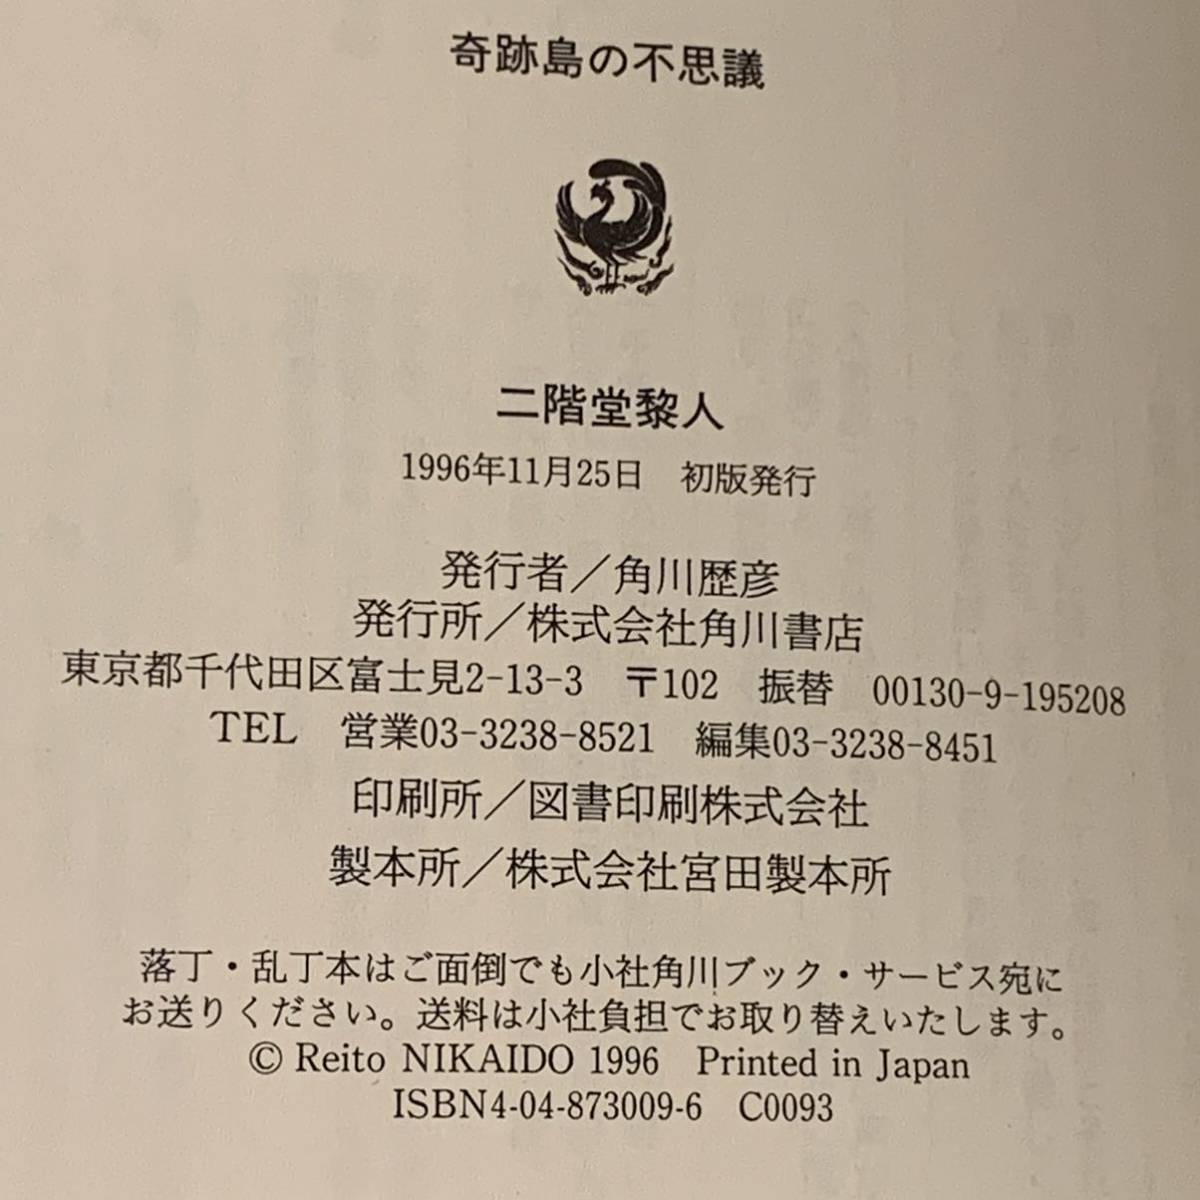 奇跡島の不思議
二階堂黎人
1996年11月25日　初版発行
発行者／角川歴彦
発行所／株式会社角川書店
東京都千代田区富士見2-13-3　〒102　振替　00130-9-195208
TEL　営業03-3238-8521　編集03-3238-8451
印刷所／図書印刷株式会社
製本所／株式会社宮田製本所
落丁・乱丁本はご面倒でも小社角川ブック・サービス宛に
お送りください。送料は小社負担でお取り替えいたします。
© Reito NIKAIDO 1996　Printed in Japan
ISBN4-04-873009-6　C0093